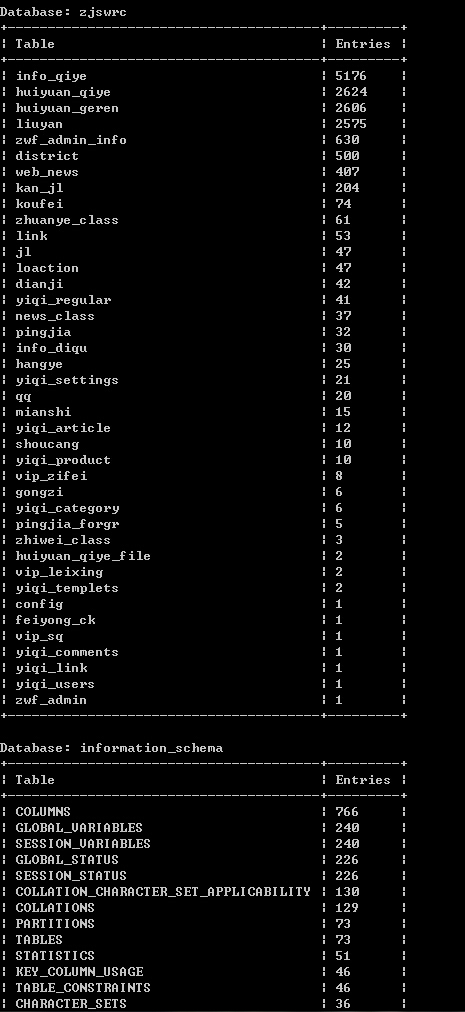 Database: zjswrc
+---------------------------------------+---------+
¦ Table ¦ Entries ¦
+---------------------------------------+---------+
¦ info_qiye ¦ 5176 ¦
¦ huiyuan_qiye ¦ 2624 ¦
¦ huiyuan_geren ¦ 2606 ¦
¦ liuyan ¦ 2575 ¦
¦ zwf_admin_info ¦ 630 ¦
¦ district ¦ 500 ¦
¦ web_news ¦ 407 ¦
¦ kan_jl ¦ 204 ¦
¦ koufei ¦ 74 ¦
¦ zhuanye_class ¦ 61 ¦
¦ link ¦ 53 ¦
¦ jl ¦ 47 ¦
¦ loaction ¦ 47 ¦
¦ dianji ¦ 42 ¦
¦ yiqi_regular ¦ 41 ¦
¦ news_class ¦ 37 ¦
¦ pingjia ¦ 32 ¦
¦ info_diqu ¦ 30 ¦
¦ hangye ¦ 25 ¦
¦ yiqi_settings ¦ 21 ¦
¦ qq ¦ 20 ¦
¦ mianshi ¦ 15 ¦
¦ yiqi_article ¦ 12 ¦
¦ shoucang ¦ 10 ¦
¦ yiqi_product ¦ 10 ¦
¦ vip_zifei ¦ 8 ¦
¦ gongzi ¦ 6 ¦
¦ yiqi_category ¦ 6 ¦
¦ pingjia_forgr ¦ 5 ¦
¦ zhiwei_class ¦ 3 ¦
¦ huiyuan_qiye_file ¦ 2 ¦
¦ vip_leixing ¦ 2 ¦
¦ yiqi_templets ¦ 2 ¦
¦ config ¦ 1 ¦
¦ feiyong_ck ¦ 1 ¦
¦ vip_sq ¦ 1 ¦
¦ yiqi_comments ¦ 1 ¦
¦ yiqi_link ¦ 1 ¦
¦ yiqi_users ¦ 1 ¦
¦ zwf_admin ¦ 1 ¦
+---------------------------------------+---------+
Database: information_schema
+---------------------------------------+---------+
¦ Table ¦ Entries ¦
+---------------------------------------+---------+
¦ COLUMNS ¦ 766 ¦
¦ GLOBAL_VARIABLES ¦ 240 ¦
¦ SESSION_VARIABLES ¦ 240 ¦
¦ GLOBAL_STATUS ¦ 226 ¦
¦ SESSION_STATUS ¦ 226 ¦
¦ COLLATION_CHARACTER_SET_APPLICABILITY ¦ 130 ¦
¦ COLLATIONS ¦ 129 ¦
¦ PARTITIONS ¦ 73 ¦
¦ TABLES ¦ 73 ¦
¦ STATISTICS ¦ 51 ¦
¦ KEY_COLUMN_USAGE ¦ 46 ¦
¦ TABLE_CONSTRAINTS ¦ 46 ¦
¦ CHARACTER_SETS ¦ 36 ¦